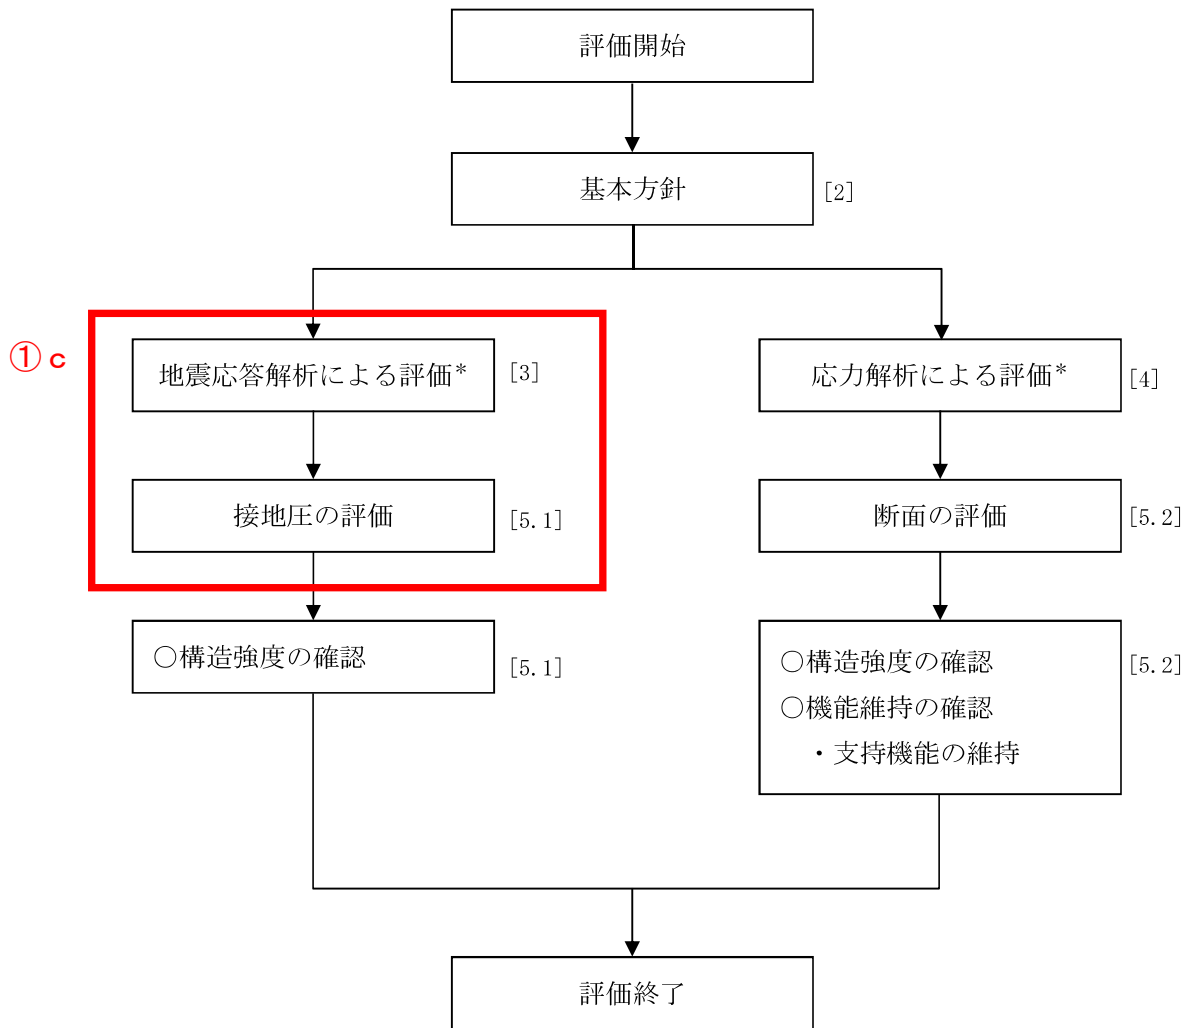 評価開始
基本方針
[2]
①c
地震応答解析による評価*
[3]
接地圧の評価
[5.1]
○構造強度の確認
[5.1]
応力解析による評価*
[4]
断面の評価
[5.2]
○構造強度の確認
○機能維持の確認
・支持機能の維持
[5.2]
評価終了